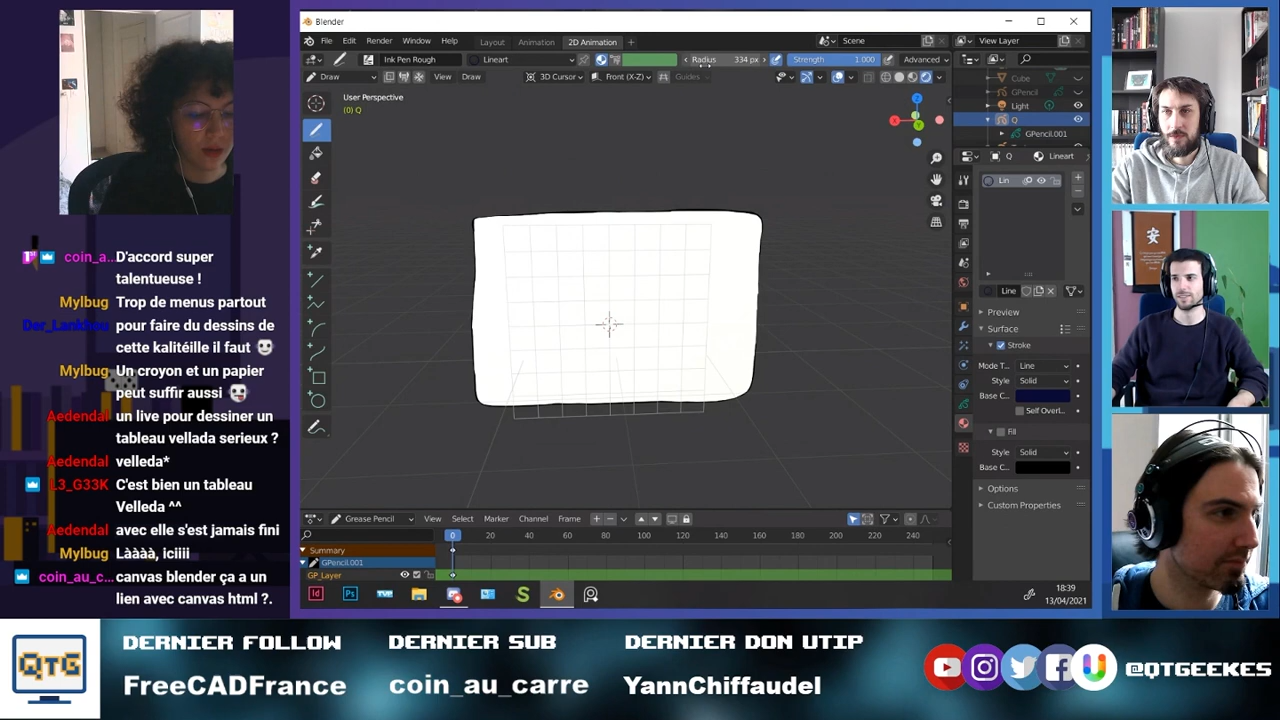 Blender
File Edit Render Window Help Layout Animation 2D Animation + Scene View Layer
Ink Pen Rough Lineart Radius 334 px Strength 1.000 Advanced
Draw View Draw 3D Cursor Front (X-Z) Guides
User Perspective
(0) Q
Z
X
Y
Cube
GPencil
Light
Q
GPencil.001
Q Lineart
Lin
Line
Preview
Surface
Stroke
Mode T... Line
Style Solid
Base C...
Self Overl...
Fill
Style Solid
Base C...
Options
Custom Properties
Grease Pencil View Select Marker Channel Frame
0 20 40 60 80 100 120 140 160 180 200 220 240
Summary
GPencil.001
GP_Layer
Id Ps TVP S
18:39
13/04/2021
1st coin_a... D'accord super
talentueuse !
Mylbug Trop de menus partout
pour faire du dessins de
cette kalitéille il faut
Mylbug Un croyon et un papier
peut suffir aussi
Aedendal un live pour dessiner un
tableau vellada serieux ?
Aedendal velleda*
L3_G33K C'est bien un tableau
Velleda ^^
Aedendal avec elle s'est jamais fini
Mylbug Lààààà, iciiii
coin_au_c... canvas blender ça a un
lien avec canvas html ?.
安
QTG
DERNIER FOLLOW
FreeCADFrance
DERNIER SUB
coin_au_carre
DERNIER DON UTIP
YannChiffaudel
@QTGEEKES